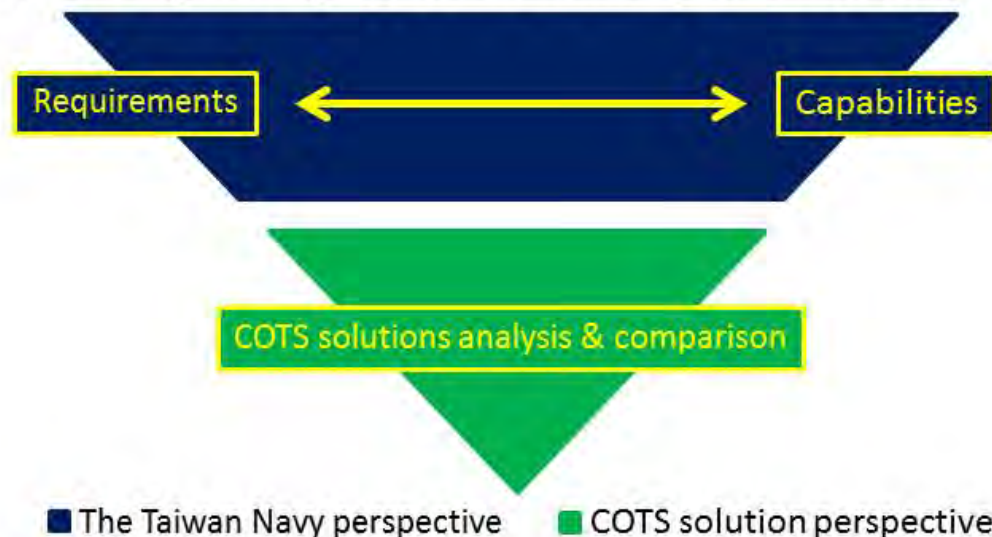 Requirements
Capabilities
COTS solutions analysis & comparison
The Taiwan Navy perspective
COTS solution perspective